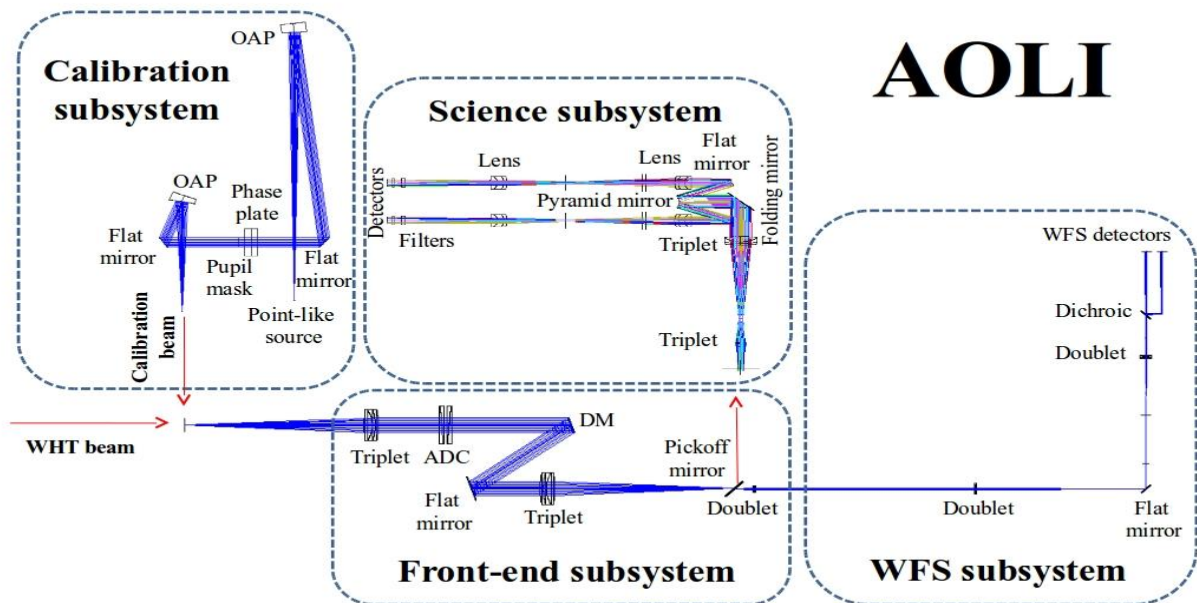 AOLI
Calibration
subsystem
OAP
OAP
Phase
plate
Flat
mirror
Pupil
mask
Flat
mirror
Point-like
source
Calibration
beam
Science subsystem
Flat
mirror
Lens
Lens
Detectors
Pyramid mirror
Folding mirror
Filters
Triplet
Triplet
WHT beam
Triplet
ADC
DM
Flat
mirror
Triplet
Pickoff
mirror
Doublet
Front-end subsystem
WFS detectors
Dichroic
Doublet
Doublet
Flat
mirror
WFS subsystem